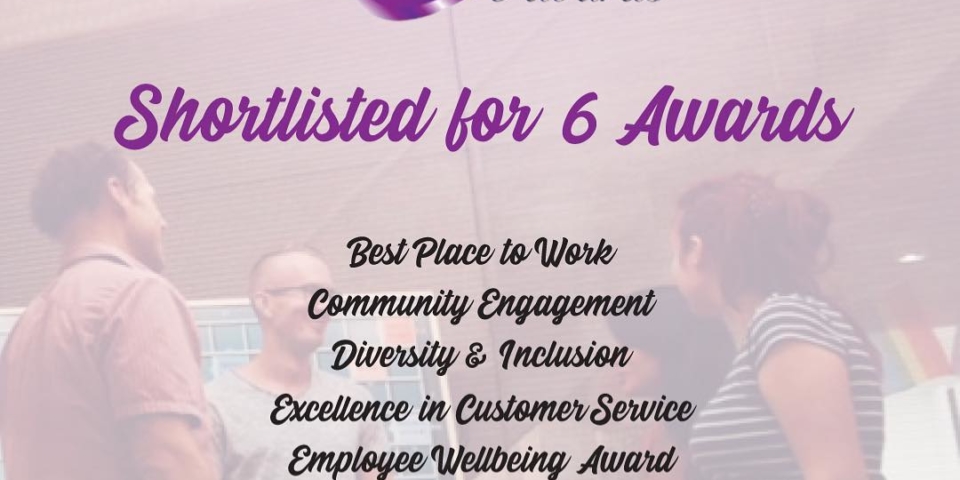 Shortlisted for 6 Awards
Best Place to Work
Community Engagement
Diversity & Inclusion
Excellence in Customer Service
Employee Wellbeing Award